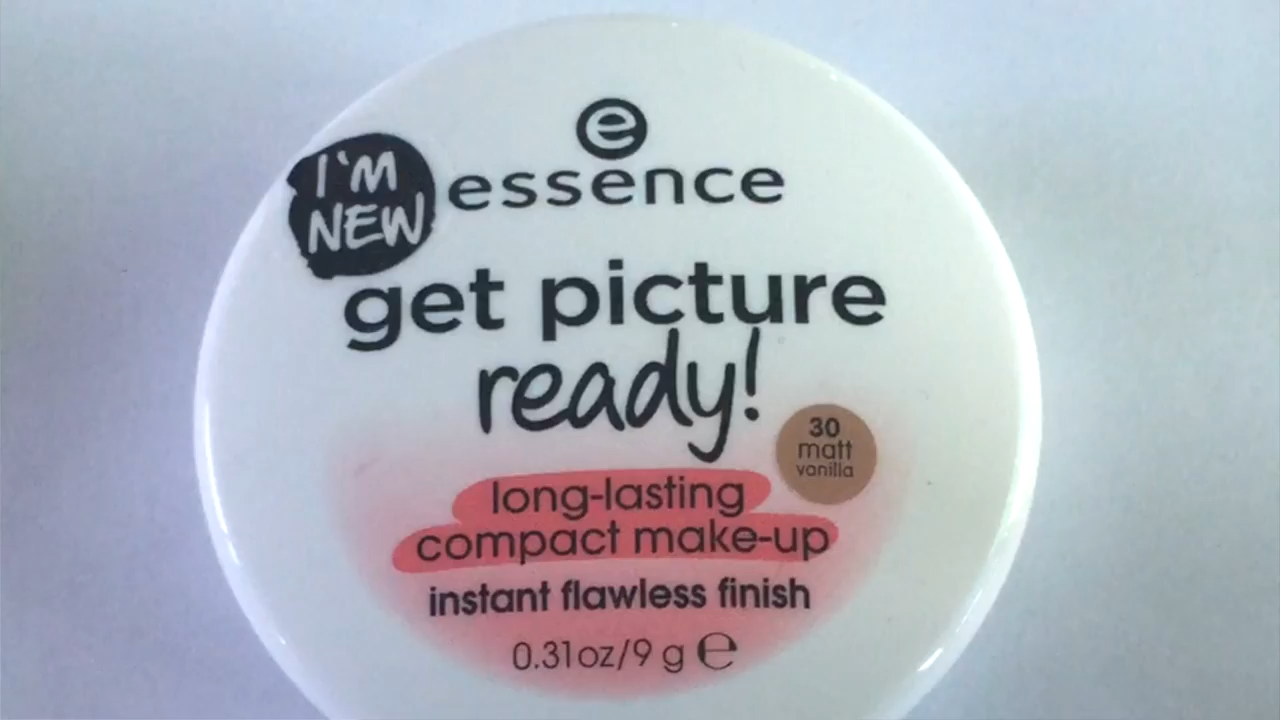 e
I'M
NEW
essence
get picture
ready!
30
matt
vanilla
long-lasting
compact make-up
instant flawless finish
0.31oz/9 g ℮